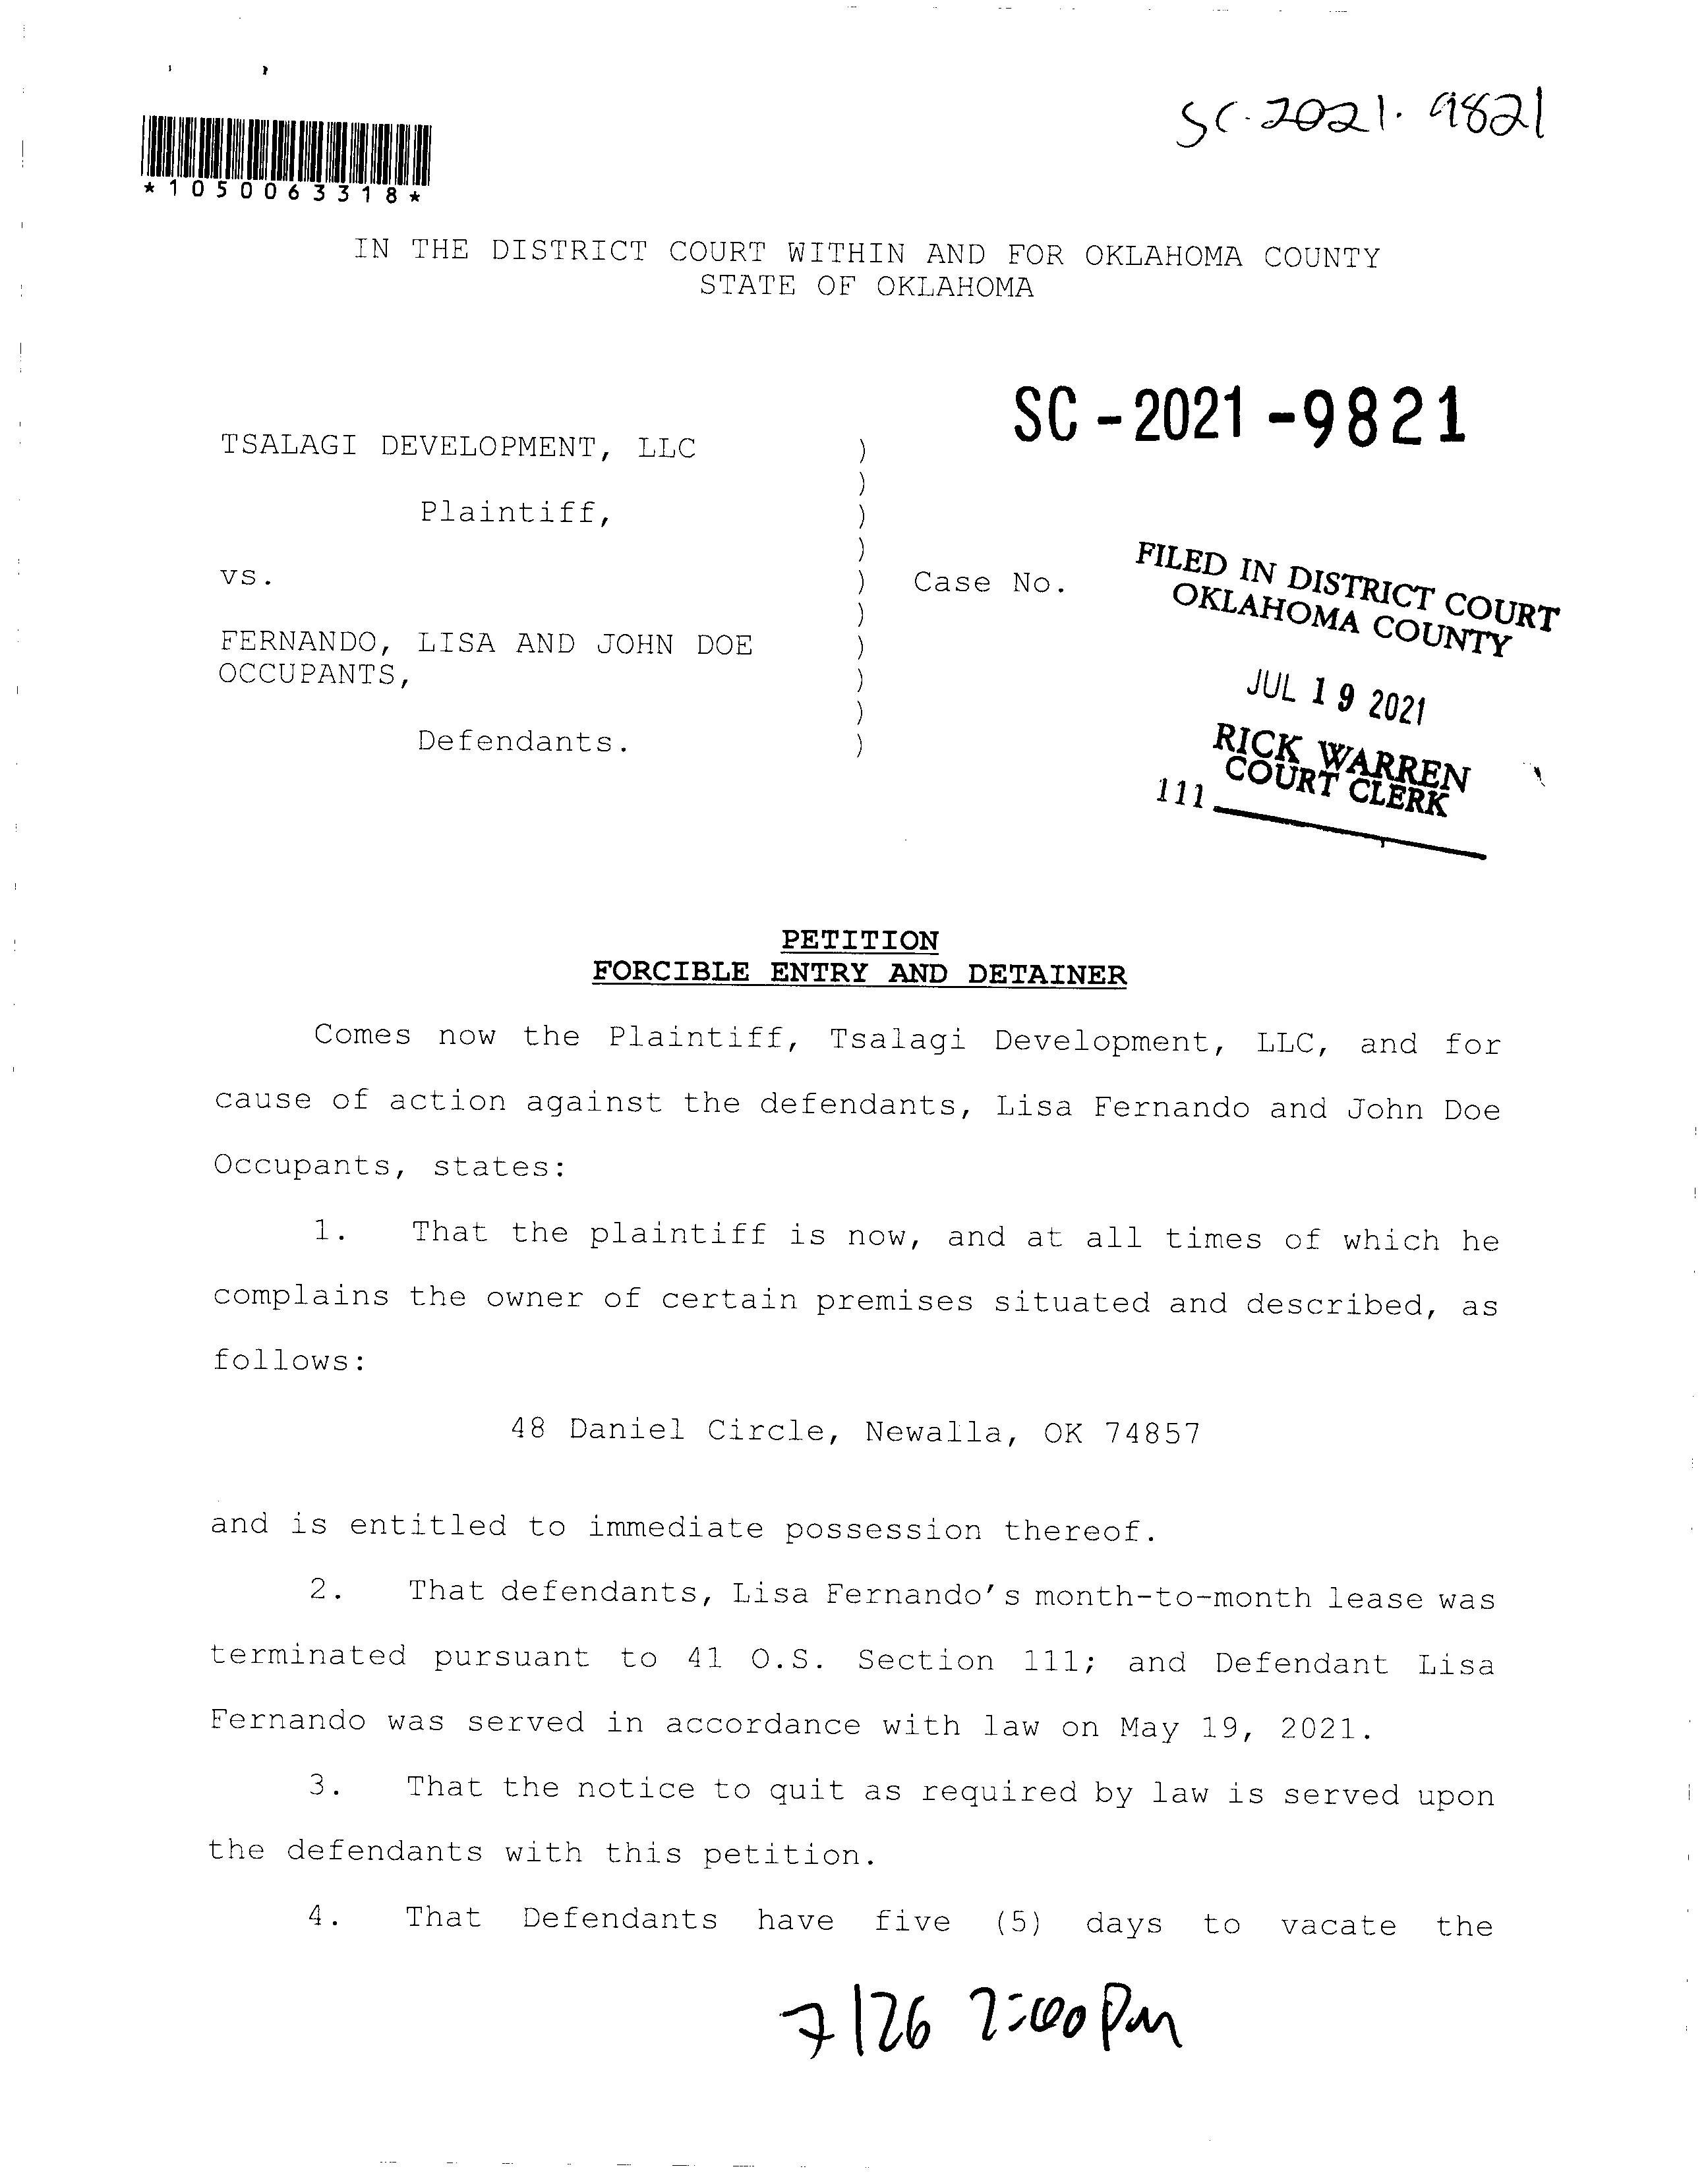 SC-2021-9821
*1050063318*
IN THE DISTRICT COURT WITHIN AND FOR OKLAHOMA COUNTY
STATE OF OKLAHOMA
SC-2021-9821
TSALAGI DEVELOPMENT, LLC )
)
Plaintiff, )
)
vs. ) Case No.
)
FERNANDO, LISA AND JOHN DOE )
OCCUPANTS, )
)
Defendants. )
FILED IN DISTRICT COURT
OKLAHOMA COUNTY
JUL 19 2021
RICK WARREN
COURT CLERK
111
PETITION
FORCIBLE ENTRY AND DETAINER
Comes now the Plaintiff, Tsalagi Development, LLC, and for
cause of action against the defendants, Lisa Fernando and John Doe
Occupants, states:
1. That the plaintiff is now, and at all times of which he
complains the owner of certain premises situated and described, as
follows:
48 Daniel Circle, Newalla, OK 74857
and is entitled to immediate possession thereof.
2. That defendants, Lisa Fernando's month-to-month lease was
terminated pursuant to 41 O.S. Section 111; and Defendant Lisa
Fernando was served in accordance with law on May 19, 2021.
3. That the notice to quit as required by law is served upon
the defendants with this petition.
4. That Defendants have five (5) days to vacate the
7/26 2:00 PM